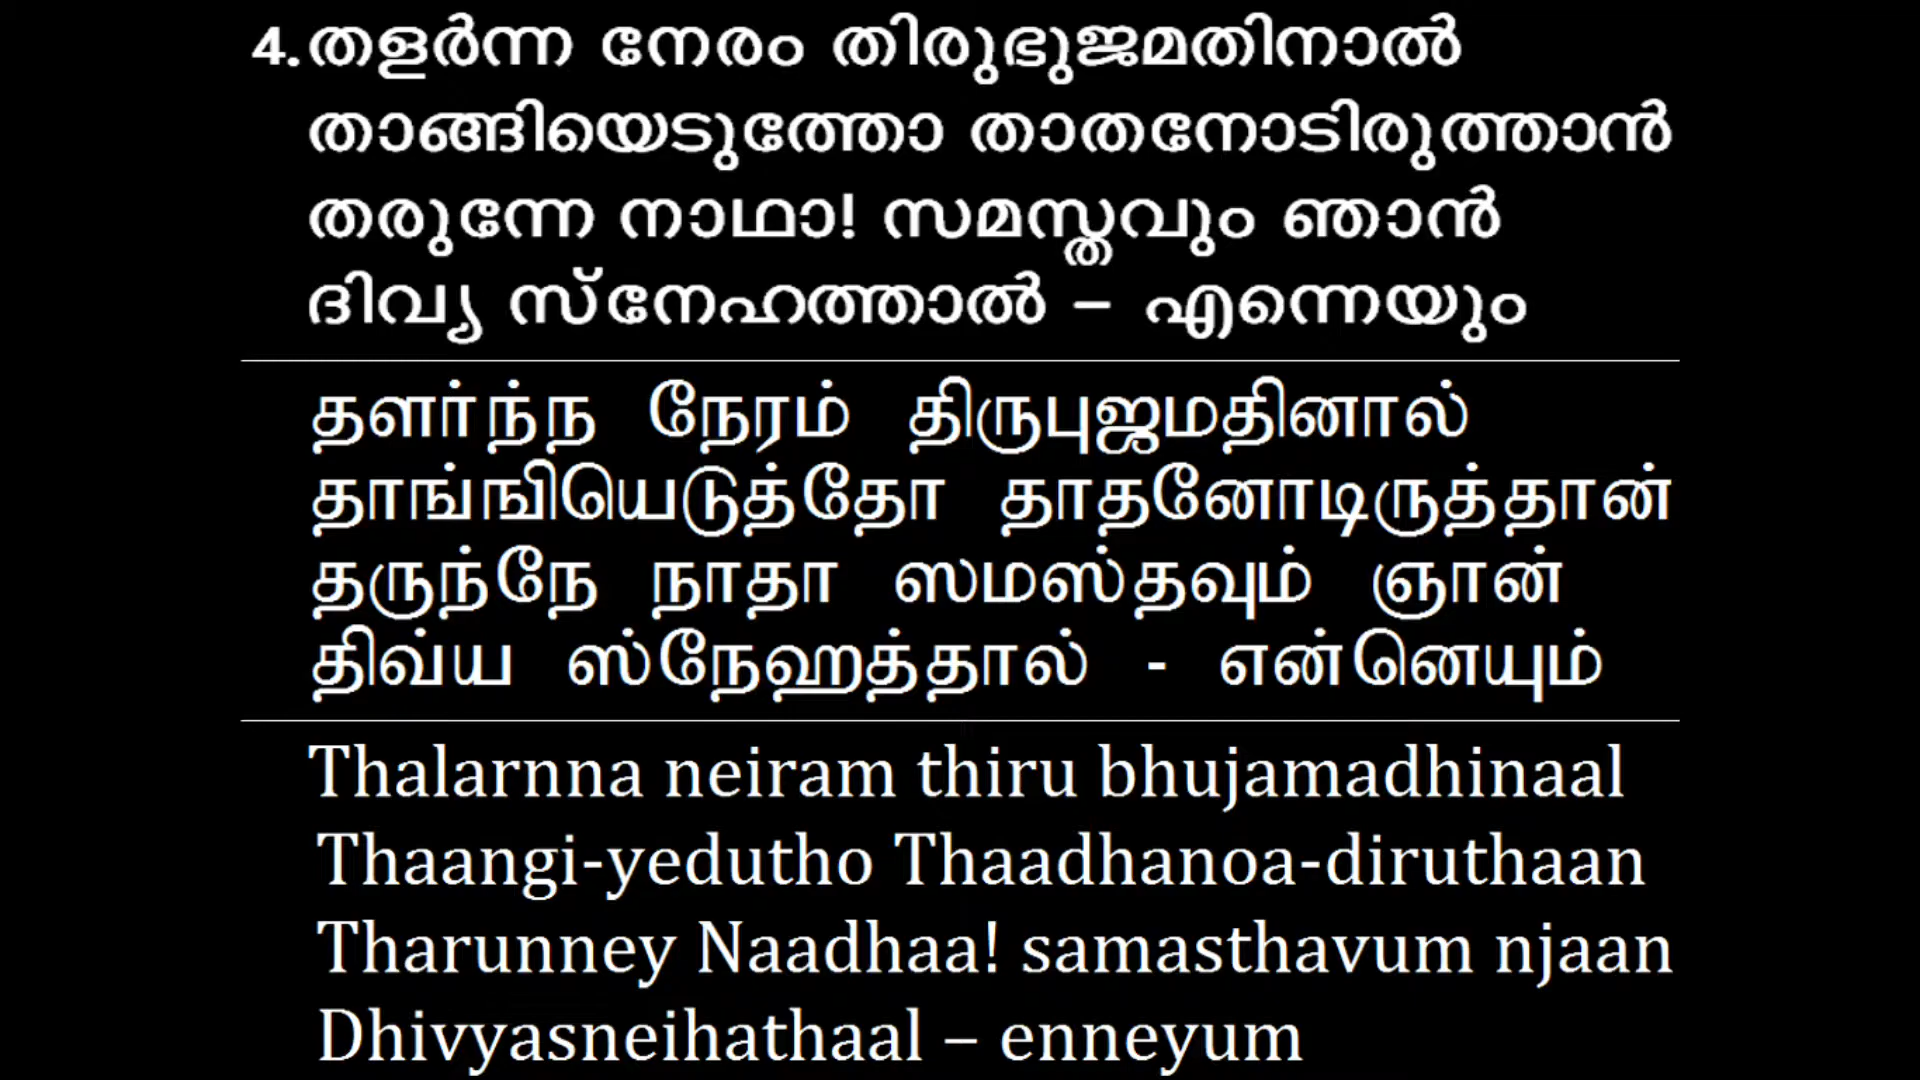 4. തളർന്ന നേരം തിരുഭുജമതിനാൽ
താങ്ങിയെടുത്തോ താതനോടിരുത്താൻ
തരുന്നേ നാഥാ! സമസ്തവും ഞാൻ
ദിവ്യ സ്നേഹത്താൽ – എന്നെയും
தளர்ந்ந நேரம் திருபுஜமதினால்
தாங்ஙியெடுத்தோ தாதனோடிருத்தான்
தருந்நே நாதா ஸமஸ்தவும் ஞான்
திவ்ய ஸ்நேஹத்தால் - என்னெயும்
Thalarnna neiram thiru bhujamadhinaal
Thaangi-yedutho Thaadhanoa-diruthaan
Tharunney Naadhaa! samasthavum njaan
Dhivyasneihathaal – enneyum